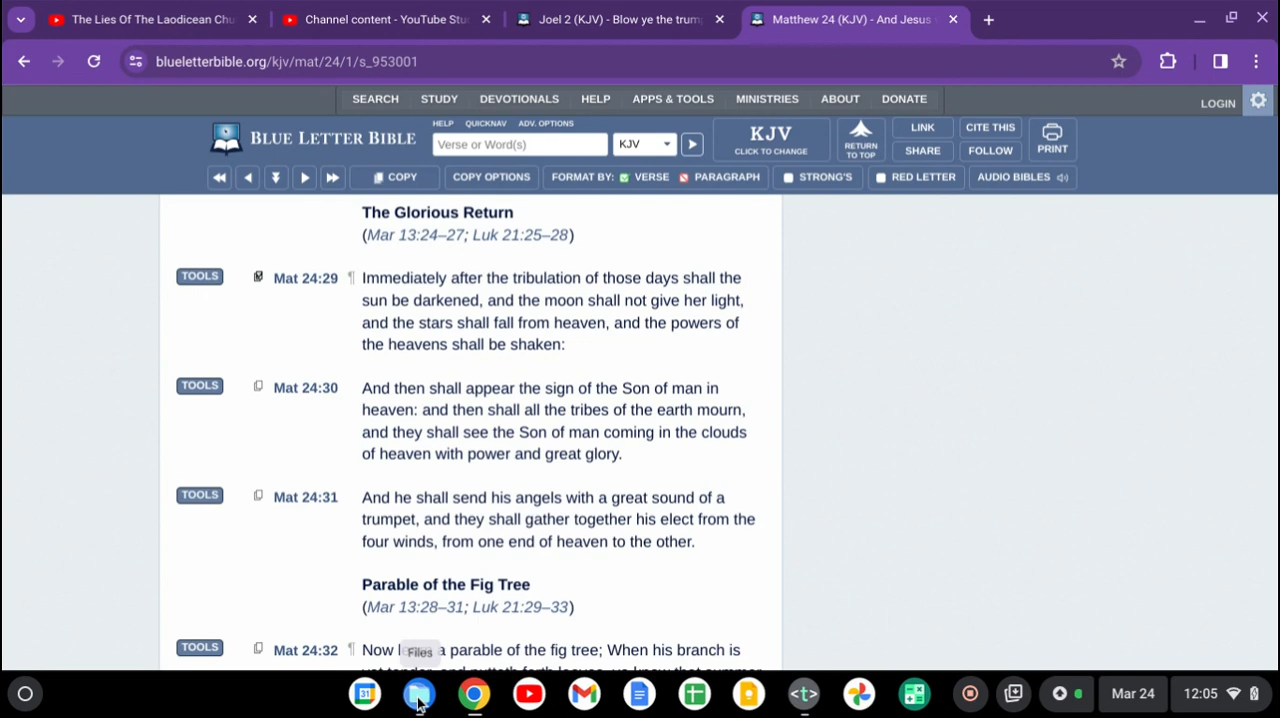 The Lies Of The Laodicean Chu
Channel content - YouTube Stu
Joel 2 (KJV) - Blow ye the trum
Matthew 24 (KJV) - And Jesus
blueletterbible.org/kjv/mat/24/1/s_953001
SEARCH STUDY DEVOTIONALS HELP APPS & TOOLS MINISTRIES ABOUT DONATE
LOGIN
BLUE LETTER BIBLE
HELP QUICKNAV ADV. OPTIONS
Verse or Word(s)
KJV
KJV
CLICK TO CHANGE
RETURN
TO TOP
LINK
CITE THIS
SHARE
FOLLOW
PRINT
COPY
COPY OPTIONS
FORMAT BY: VERSE PARAGRAPH
STRONG'S
RED LETTER
AUDIO BIBLES
The Glorious Return
(Mar 13:24–27; Luk 21:25–28)
TOOLS Mat 24:29 ¶ Immediately after the tribulation of those days shall the
sun be darkened, and the moon shall not give her light,
and the stars shall fall from heaven, and the powers of
the heavens shall be shaken:
TOOLS Mat 24:30 And then shall appear the sign of the Son of man in
heaven: and then shall all the tribes of the earth mourn,
and they shall see the Son of man coming in the clouds
of heaven with power and great glory.
TOOLS Mat 24:31 And he shall send his angels with a great sound of a
trumpet, and they shall gather together his elect from the
four winds, from one end of heaven to the other.
Parable of the Fig Tree
(Mar 13:28–31; Luk 21:29–33)
TOOLS Mat 24:32 ¶ Now a parable of the fig tree; When his branch is
Files
31
<t>
Mar 24
12:05